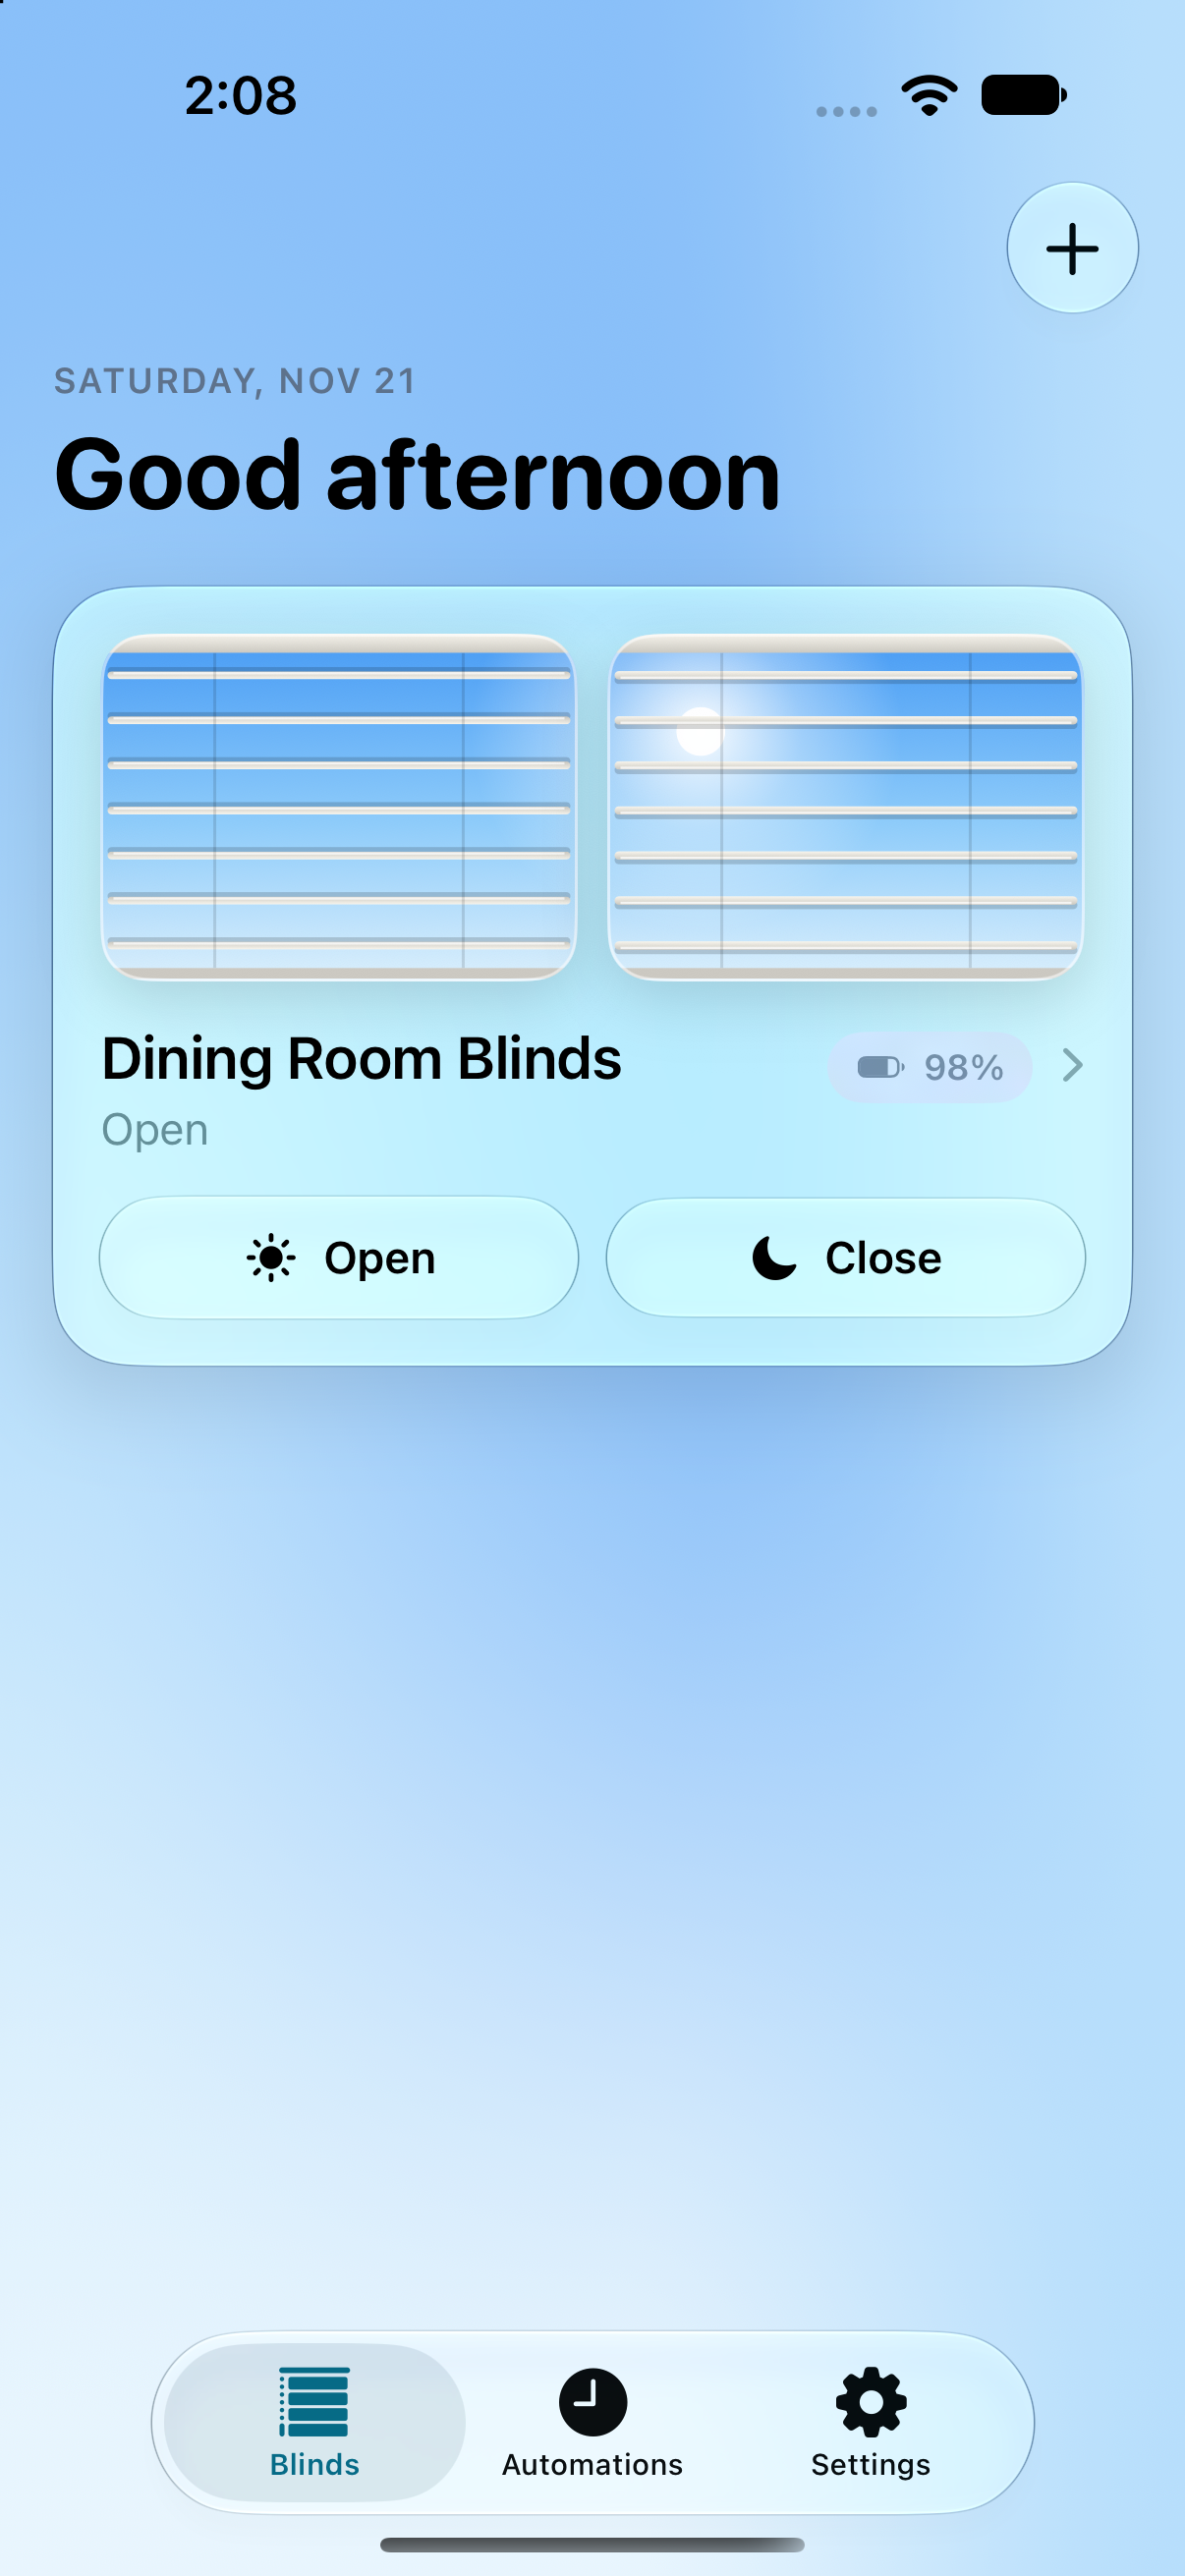 2:08
SATURDAY, NOV 21
Good afternoon
Dining Room Blinds
98%
Open
Open
Close
Blinds
Automations
Settings